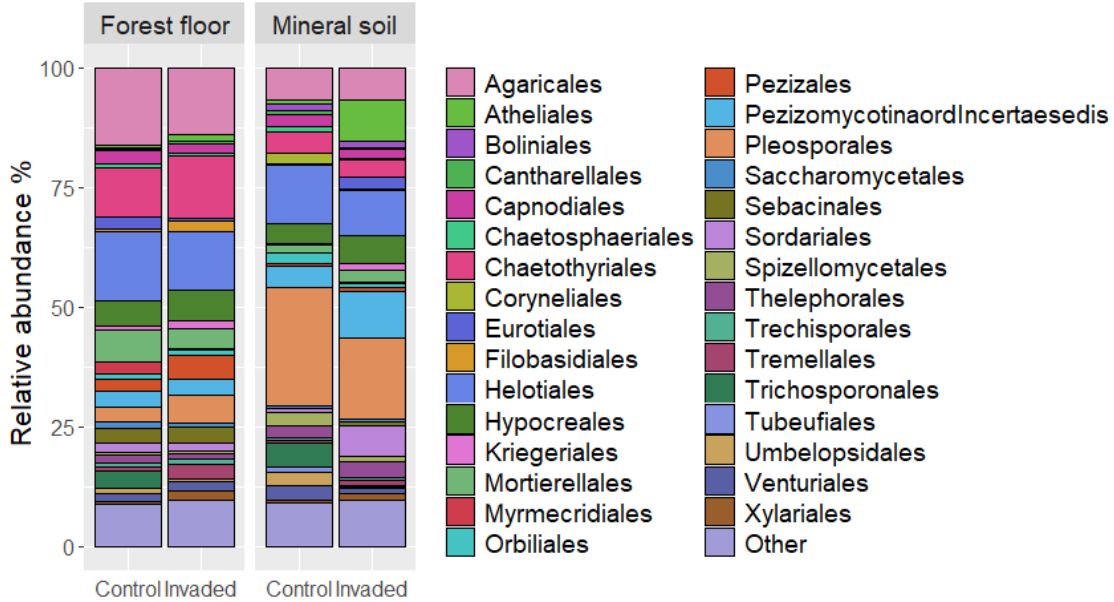 Forest floor
Mineral soil
Relative abundance %
100
75
50
25
0
Control Invaded
Control Invaded
Agaricales
Atheliales
Boliniales
Cantharellales
Capnodiales
Chaetosphaeriales
Chaetothyriales
Coryneliales
Eurotiales
Filobasidiales
Helotiales
Hypocreales
Kriegeriales
Mortierellales
Myrmecridiales
Orbiliales
Pezizales
PezizomycotinaordIncertaesedis
Pleosporales
Saccharomycetales
Sebacinales
Sordariales
Spizellomycetales
Thelephorales
Trechisporales
Tremellales
Trichosporonales
Tubeufiales
Umbelopsidales
Venturiales
Xylariales
Other